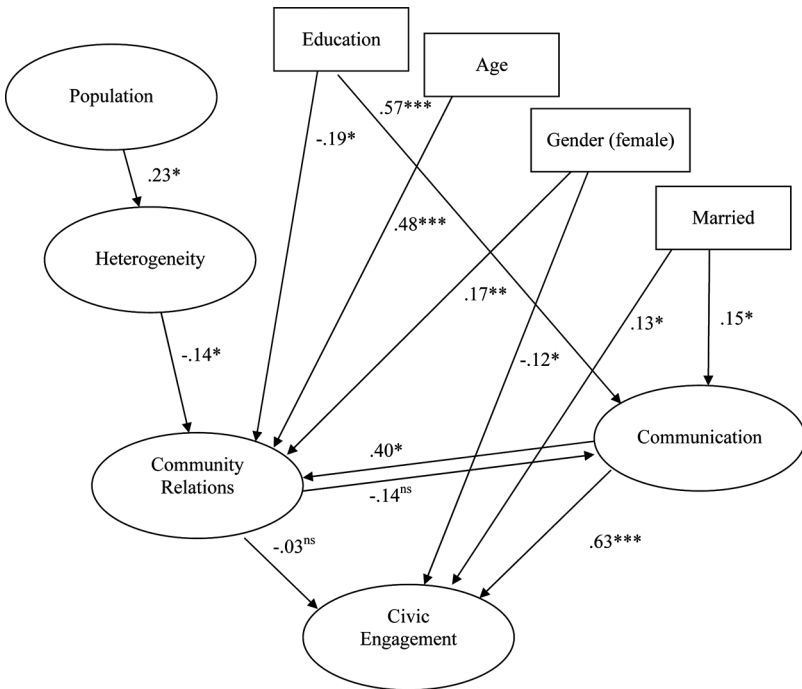 Education
Age
Population
.57***
-.19*
Gender (female)
.23*
Married
.48***
Heterogeneity
.17**
.13*
.15*
-.14*
-.12*
Communication
.40*
Community
Relations
-.14ns
-.03ns
.63***
Civic
Engagement